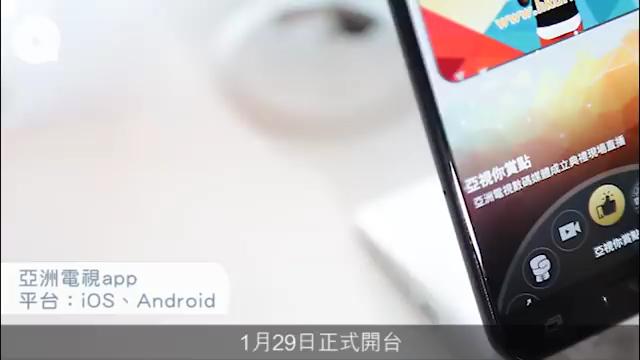 www.
亞視你賞點
亞洲電視數碼媒體成立典禮現場直播
亞視你賞點
亞洲電視app
平台：iOS、Android
1月29日正式開台